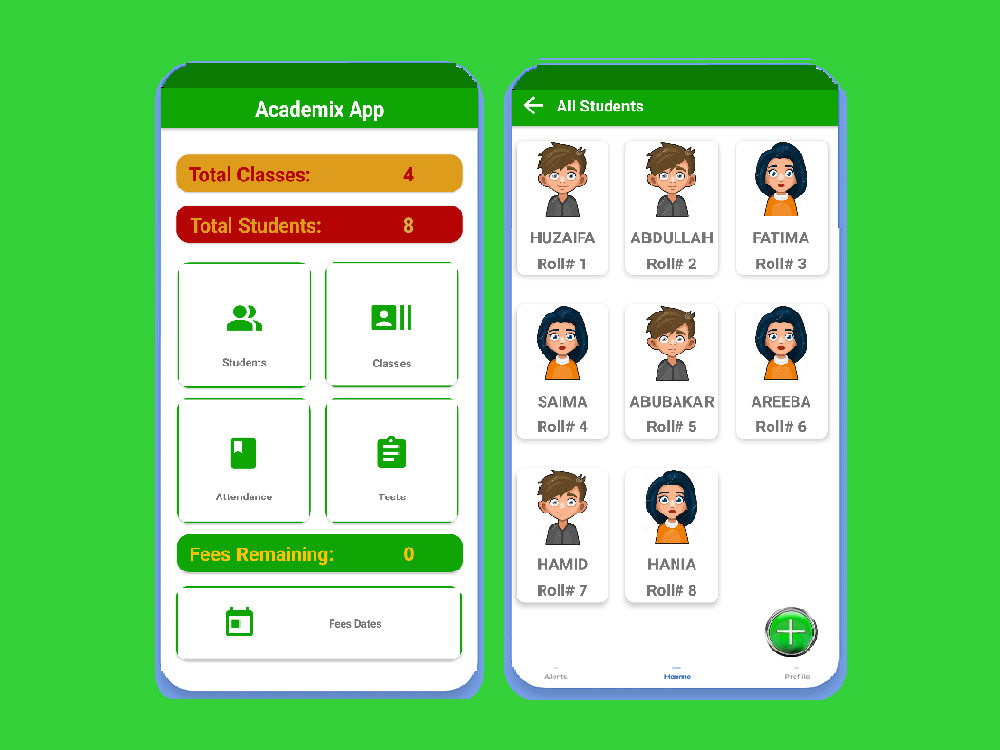 Academix App
Total Classes: 4
Total Students: 8
Students
Classes
Attendance
Tests
Fees Remaining: 0
Fees Dates
All Students
HUZAIFA
Roll# 1
ABDULLAH
Roll# 2
FATIMA
Roll# 3
SAIMA
Roll# 4
ABUBAKAR
Roll# 5
AREEBA
Roll# 6
HAMID
Roll# 7
HANIA
Roll# 8
Alerts
Profile